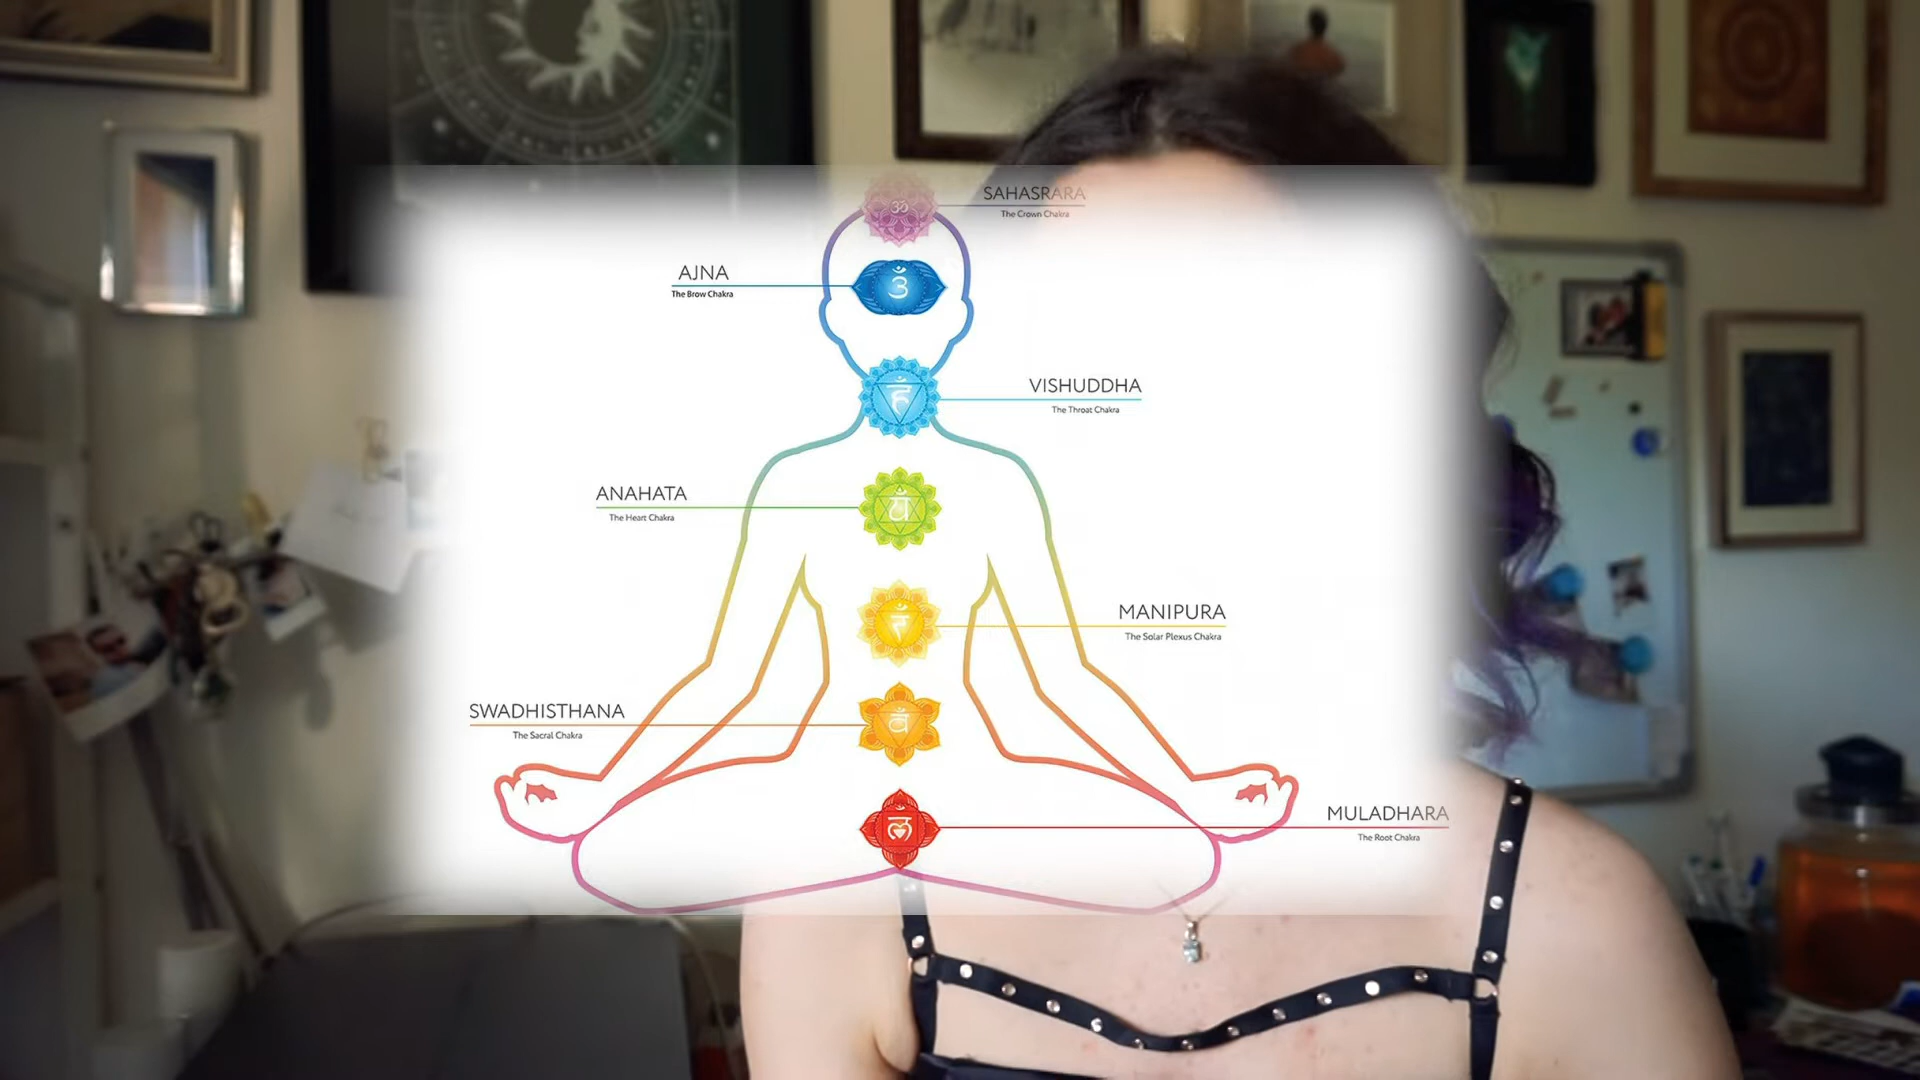 SAHASRARA
The Crown Chakra
ॐ
AJNA
The Brow Chakra
VISHUDDHA
The Throat Chakra
ANAHATA
The Heart Chakra
यं
MANIPURA
The Solar Plexus Chakra
रं
SWADHISTHANA
The Sacral Chakra
वं
MULADHARA
The Root Chakra